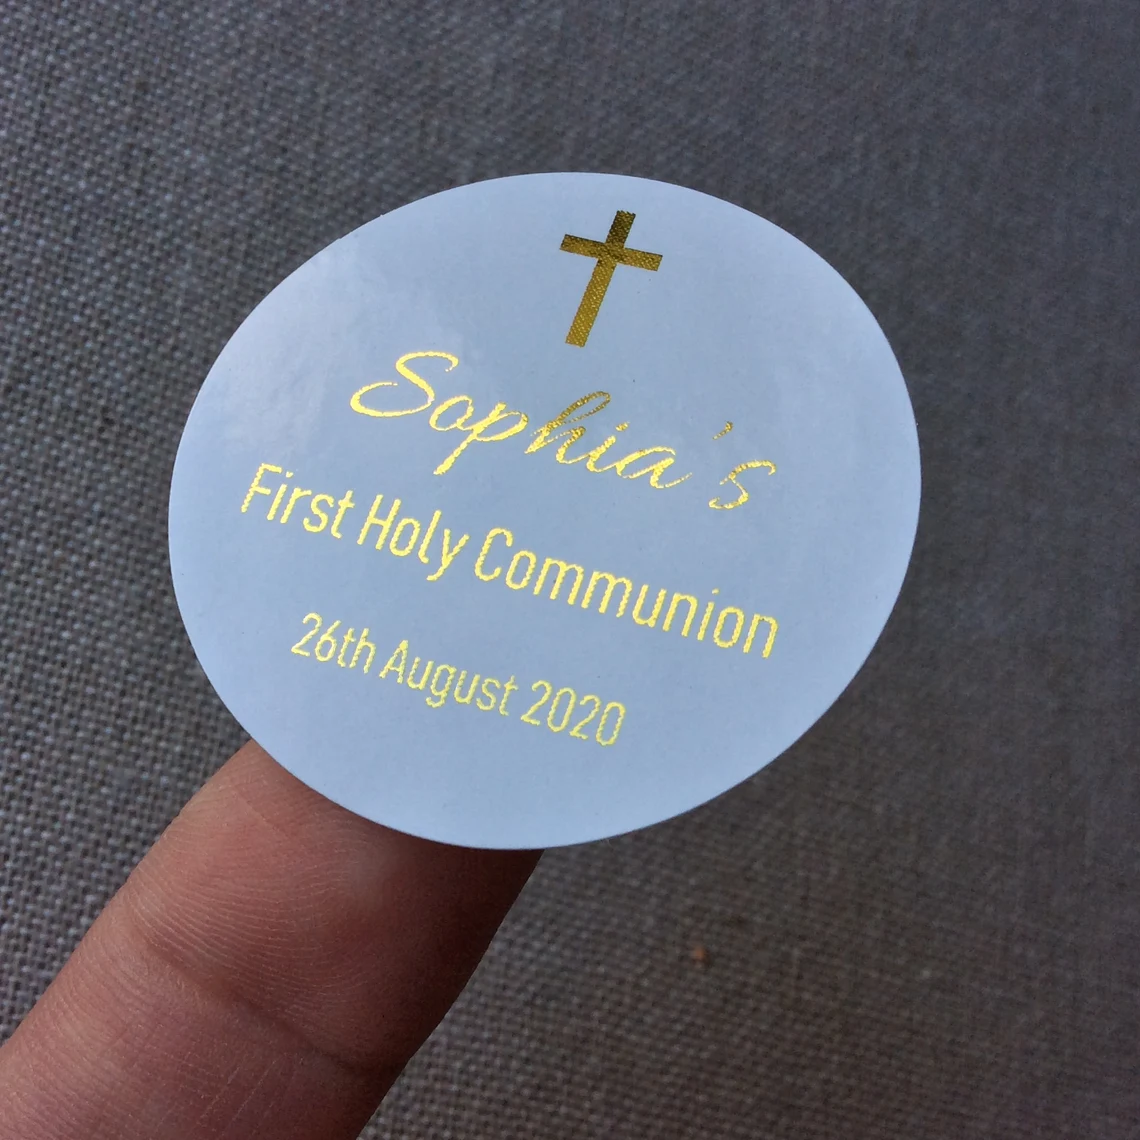 Sophia's
First Holy Communion
26th August 2020